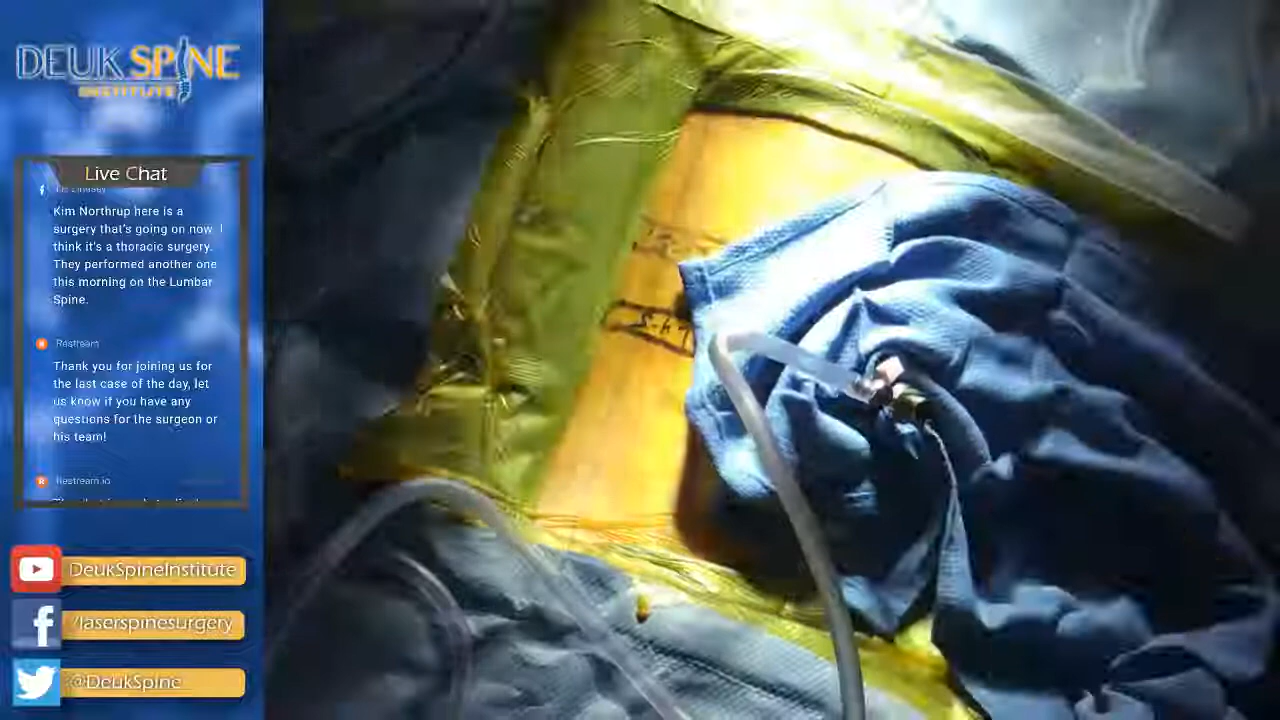 DEUK SPINE
INSTITUTE
Live Chat
Kim Northrup here is a
surgery that's going on now I
think it's a thoracic surgery.
They performed another one
this morning on the Lumbar
Spine.
Restream
Thank you for joining us for
the last case of the day, let
us know if you have any
questions for the surgeon or
his team!
Restream.io
DeukSpineInstitute
/laserspinesurgery
@DeukSpine
L4-5